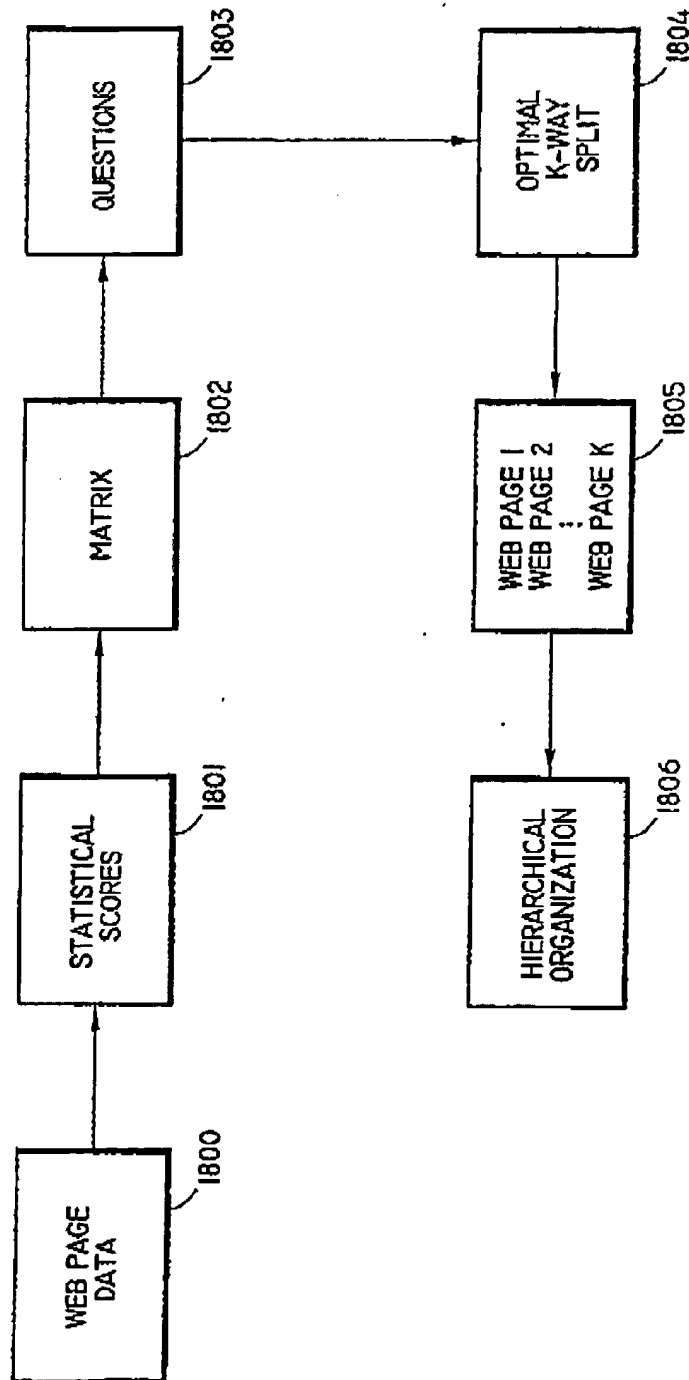 WEB PAGE
DATA
1800
STATISTICAL
SCORES
1801
MATRIX
1802
QUESTIONS
1803
OPTIMAL
K-WAY
SPLIT
1804
WEB PAGE 1
WEB PAGE 2
⋮
WEB PAGE K
1805
HIERARCHICAL
ORGANIZATION
1806